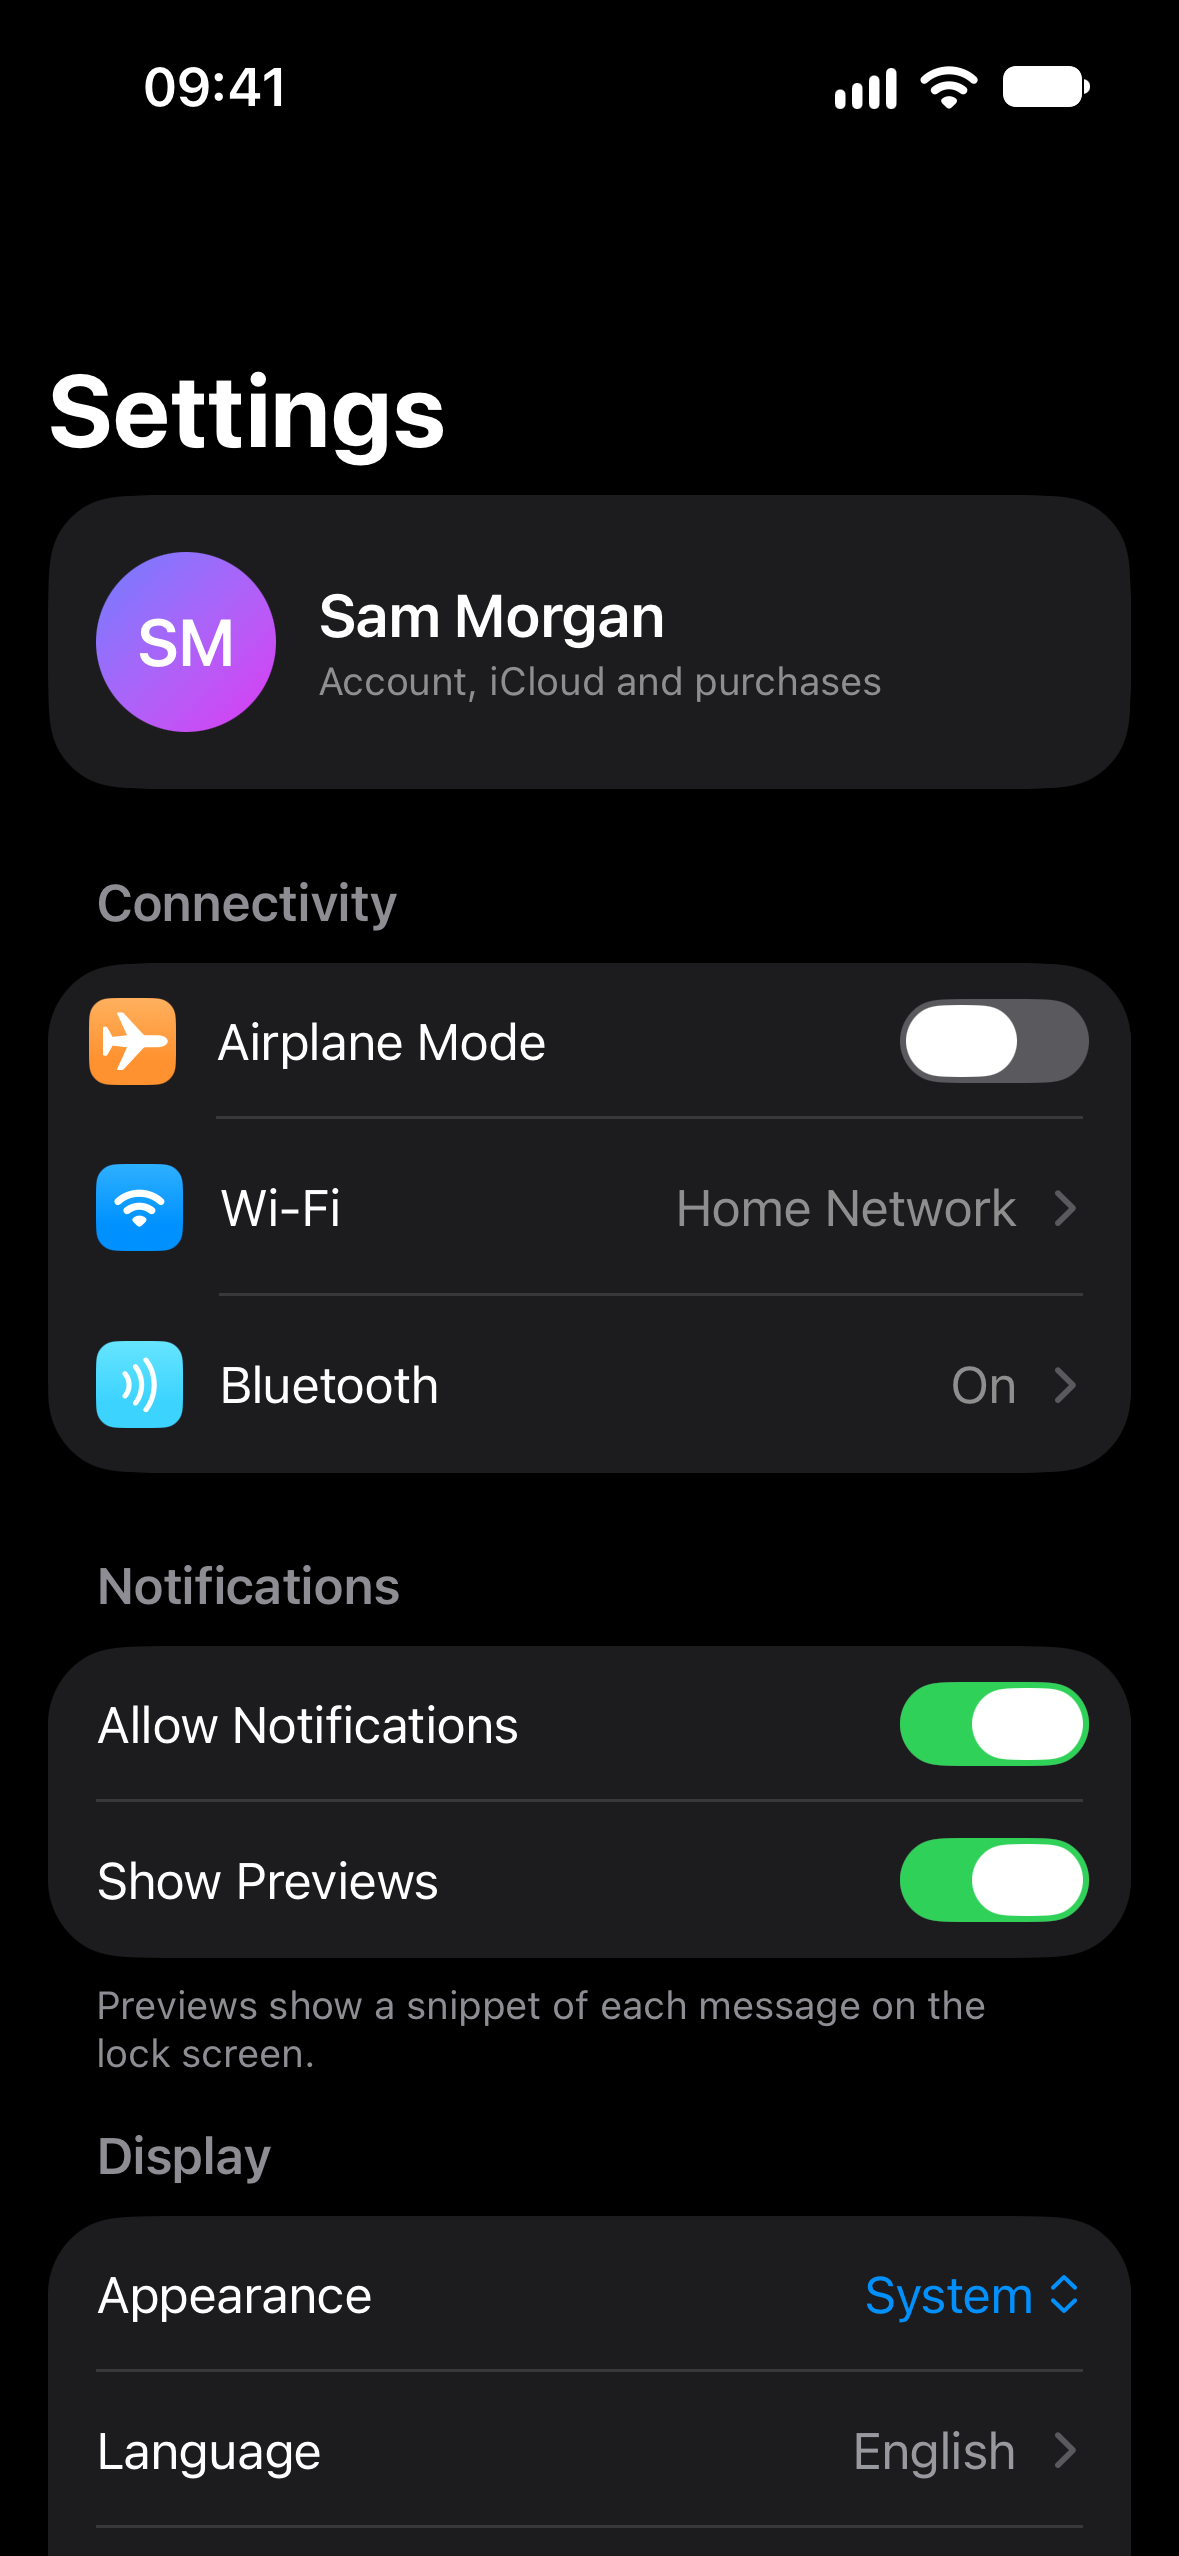 09:41
Settings
SM
Sam Morgan
Account, iCloud and purchases
Connectivity
Airplane Mode
Wi-Fi Home Network
Bluetooth On
Notifications
Allow Notifications
Show Previews
Previews show a snippet of each message on the
lock screen.
Display
Appearance System
Language English